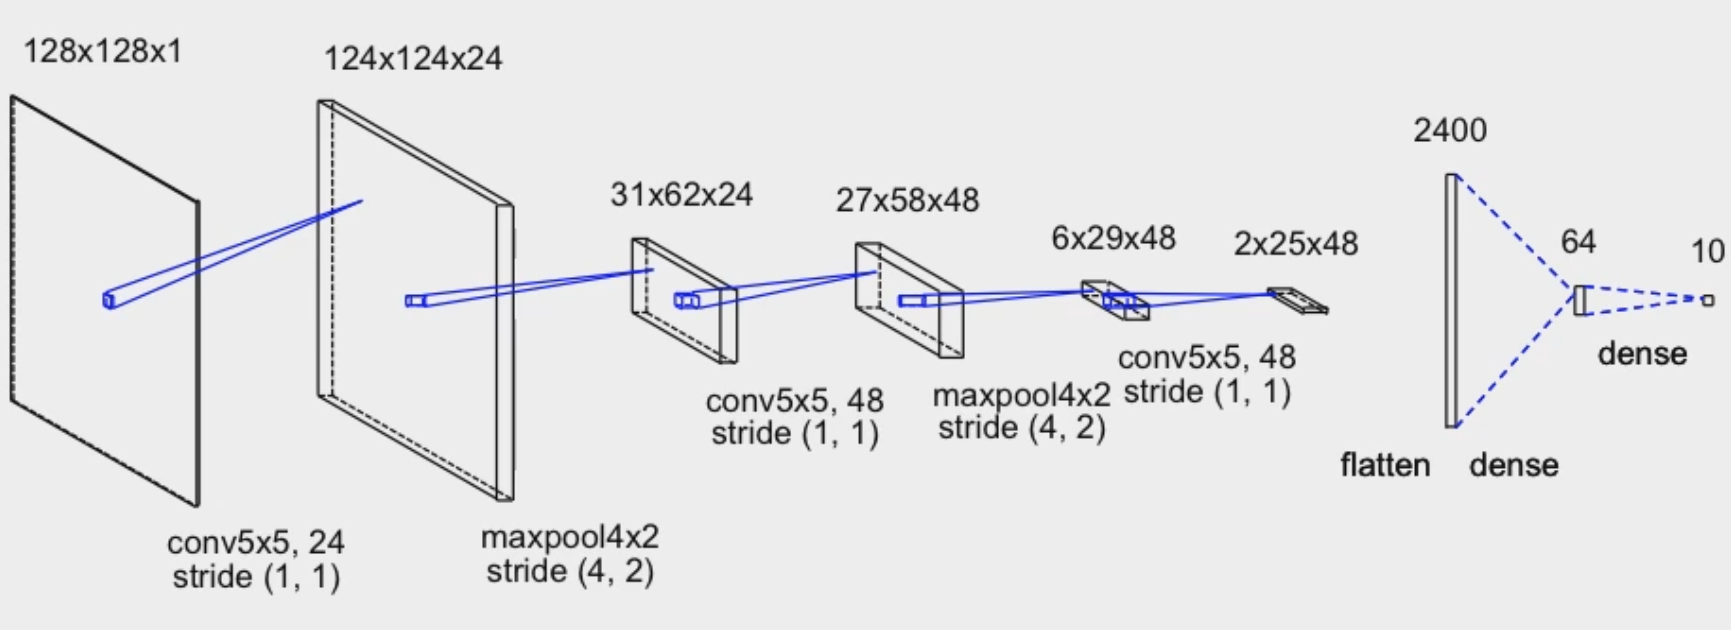 128x128x1
124x124x24
31x62x24
27x58x48
6x29x48
2x25x48
2400
64
10
conv5x5, 24
stride (1, 1)
maxpool4x2
stride (4, 2)
conv5x5, 48
stride (1, 1)
maxpool4x2
stride (4, 2)
conv5x5, 48
stride (1, 1)
flatten
dense
dense